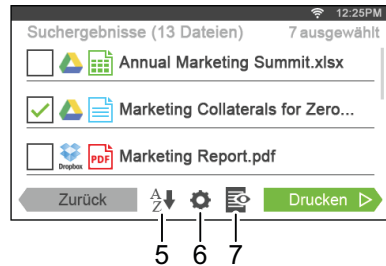 12:25PM
Suchergebnisse (13 Dateien) 7 ausgewählt
Annual Marketing Summit.xlsx
Marketing Collaterals for Zero...
Dropbox PDF Marketing Report.pdf
Zurück A Z Drucken
5 6 7